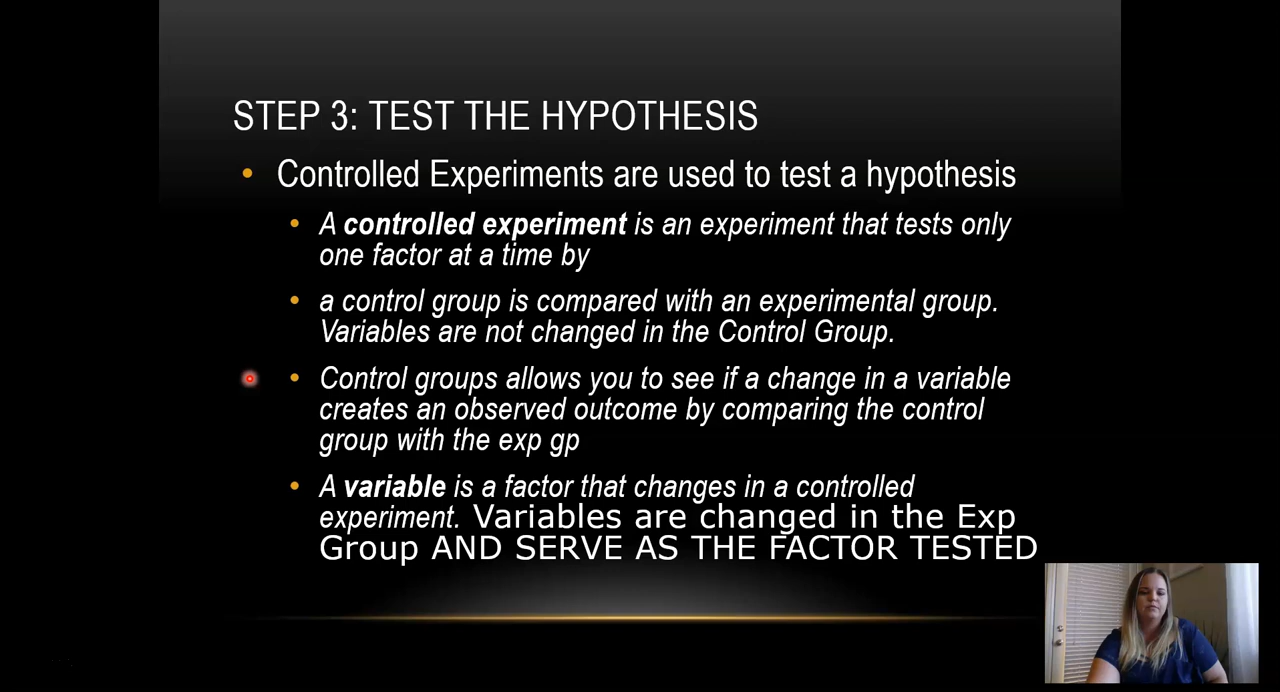 STEP 3: TEST THE HYPOTHESIS
• Controlled Experiments are used to test a hypothesis
• A controlled experiment is an experiment that tests only
one factor at a time by
• a control group is compared with an experimental group.
Variables are not changed in the Control Group.
• Control groups allows you to see if a change in a variable
creates an observed outcome by comparing the control
group with the exp gp
• A variable is a factor that changes in a controlled
experiment. Variables are changed in the Exp
Group AND SERVE AS THE FACTOR TESTED